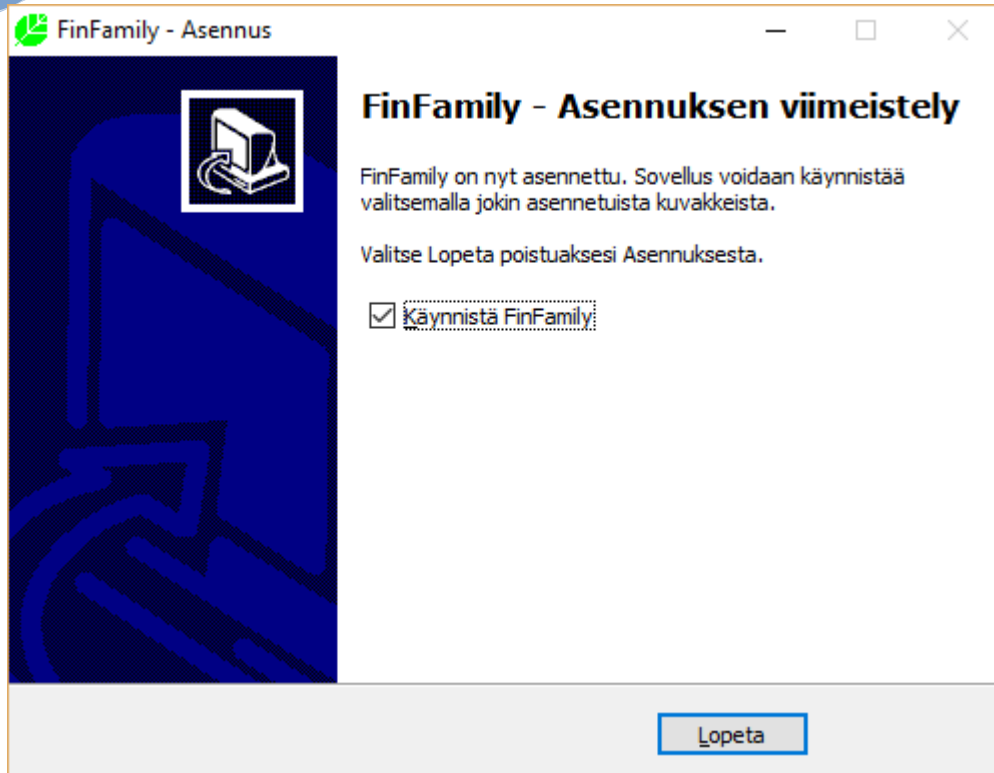 FinFamily - Asennus
FinFamily - Asennuksen viimeistely
FinFamily on nyt asennettu. Sovellus voidaan käynnistää
valitsemalla jokin asennetuista kuvakkeista.
Valitse Lopeta poistuaksesi Asennuksesta.
Käynnistä FinFamily
Lopeta